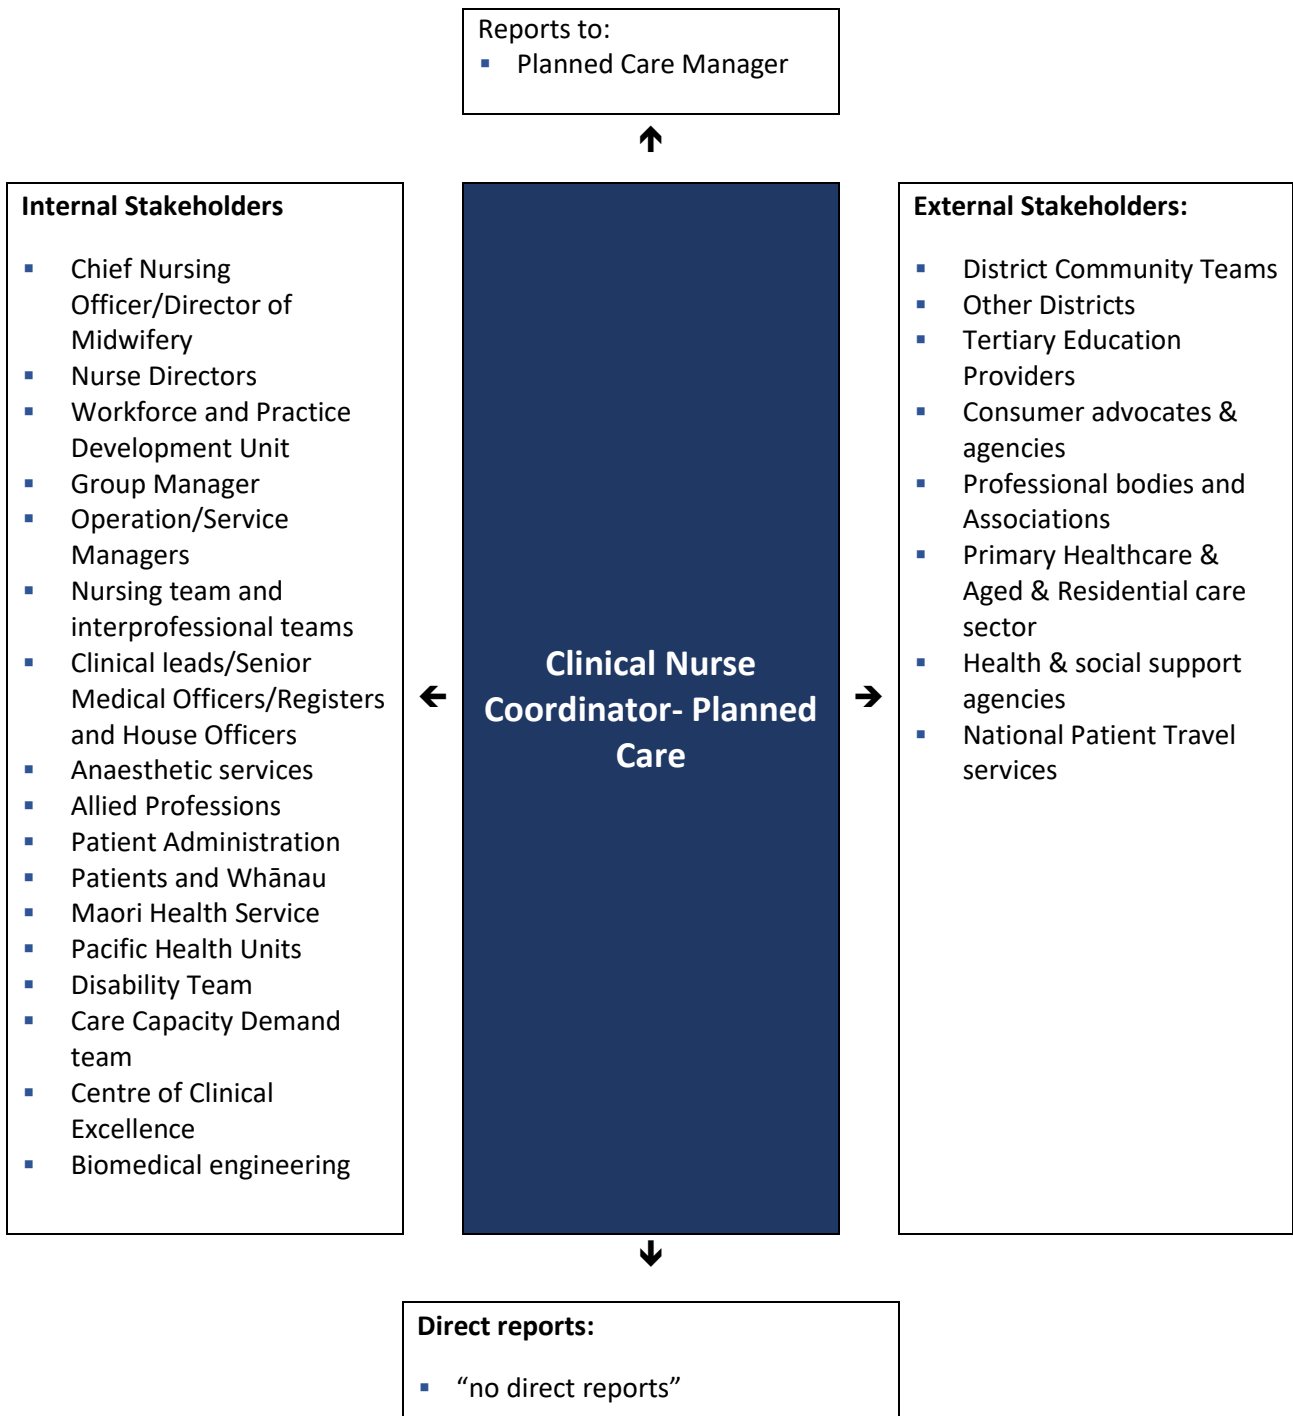 Reports to:
▪ Planned Care Manager
↑
Internal Stakeholders
▪ Chief Nursing
Officer/Director of
Midwifery
▪ Nurse Directors
▪ Workforce and Practice
Development Unit
▪ Group Manager
▪ Operation/Service
Managers
▪ Nursing team and
interprofessional teams
▪ Clinical leads/Senior
Medical Officers/Registers
and House Officers
▪ Anaesthetic services
▪ Allied Professions
▪ Patient Administration
▪ Patients and Whānau
▪ Maori Health Service
▪ Pacific Health Units
▪ Disability Team
▪ Care Capacity Demand
team
▪ Centre of Clinical
Excellence
▪ Biomedical engineering
←
Clinical Nurse
Coordinator- Planned
Care
→
External Stakeholders:
▪ District Community Teams
▪ Other Districts
▪ Tertiary Education
Providers
▪ Consumer advocates &
agencies
▪ Professional bodies and
Associations
▪ Primary Healthcare &
Aged & Residential care
sector
▪ Health & social support
agencies
▪ National Patient Travel
services
↓
Direct reports:
▪ “no direct reports”